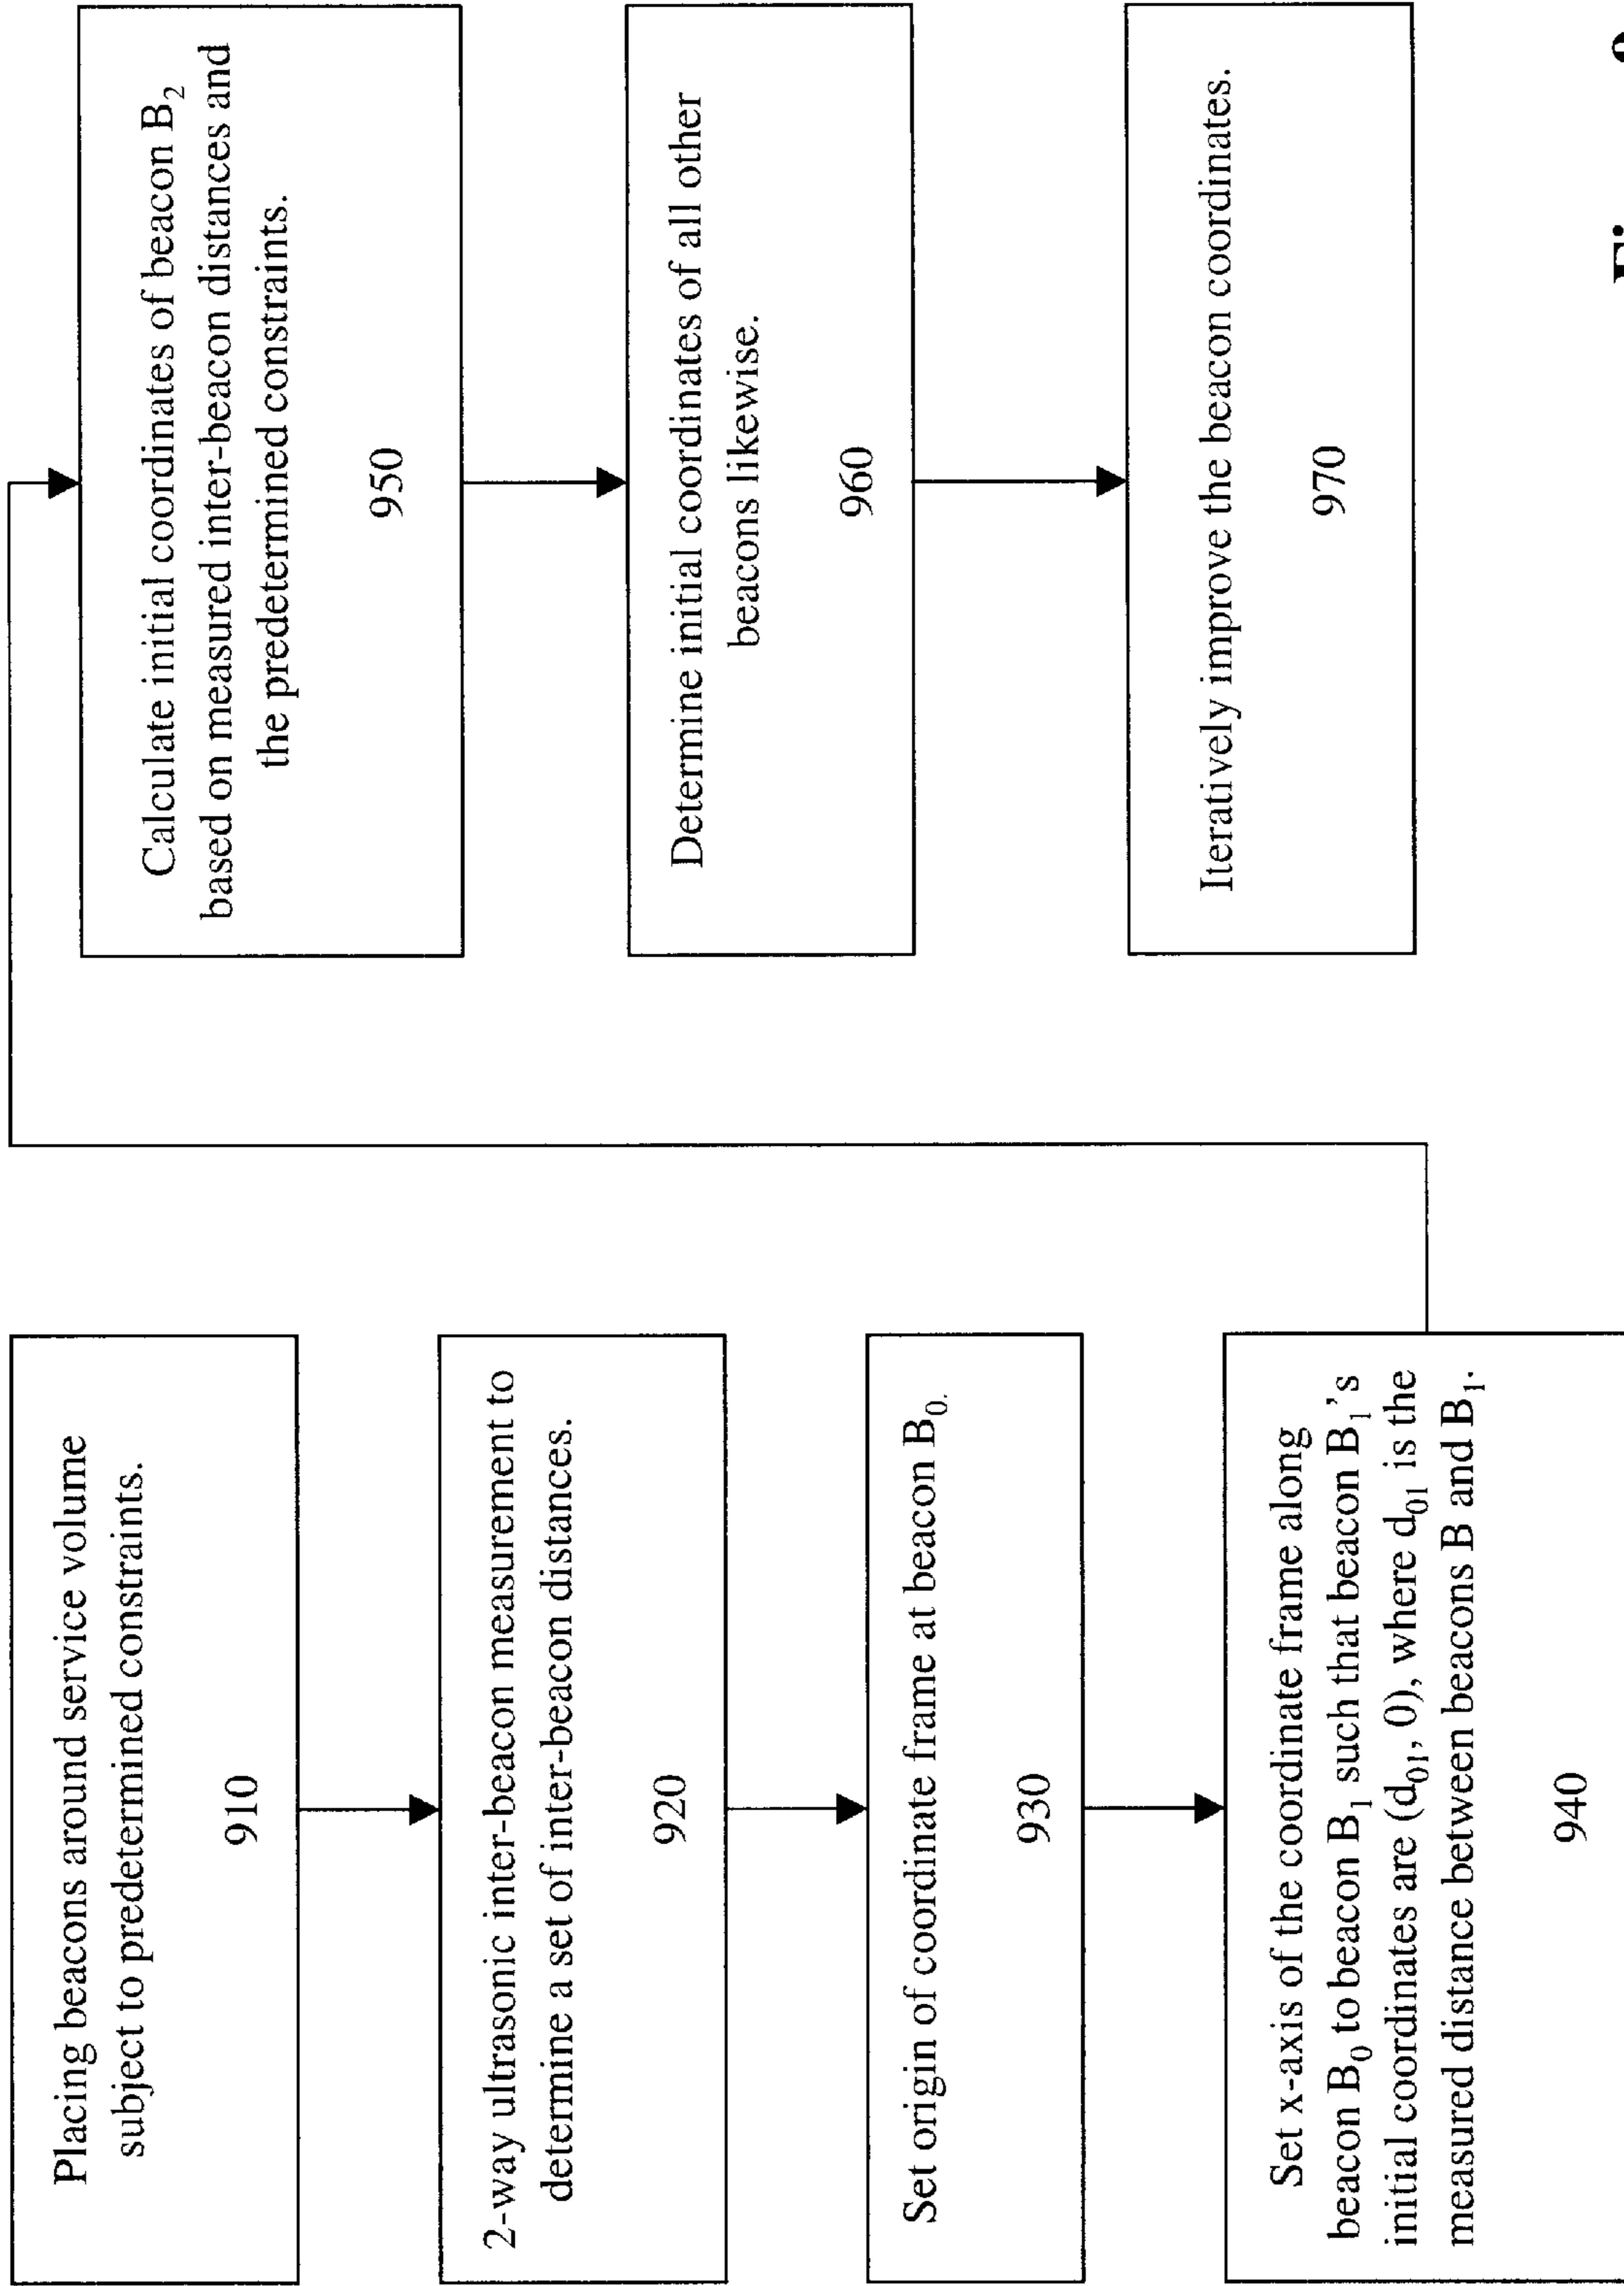 Placing beacons around service volume
subject to predetermined constraints.
910
2-way ultrasonic inter-beacon measurement to
determine a set of inter-beacon distances.
920
Set origin of coordinate frame at beacon B₀.
930
Set x-axis of the coordinate frame along
beacon B₀ to beacon B₁ such that beacon B₁’s
initial coordinates are (d₀₁, 0), where d₀₁ is the
measured distance between beacons B and B₁.
940
Calculate initial coordinates of beacon B₂
based on measured inter-beacon distances and
the predetermined constraints.
950
Determine initial coordinates of all other
beacons likewise.
960
Iteratively improve the beacon coordinates.
970